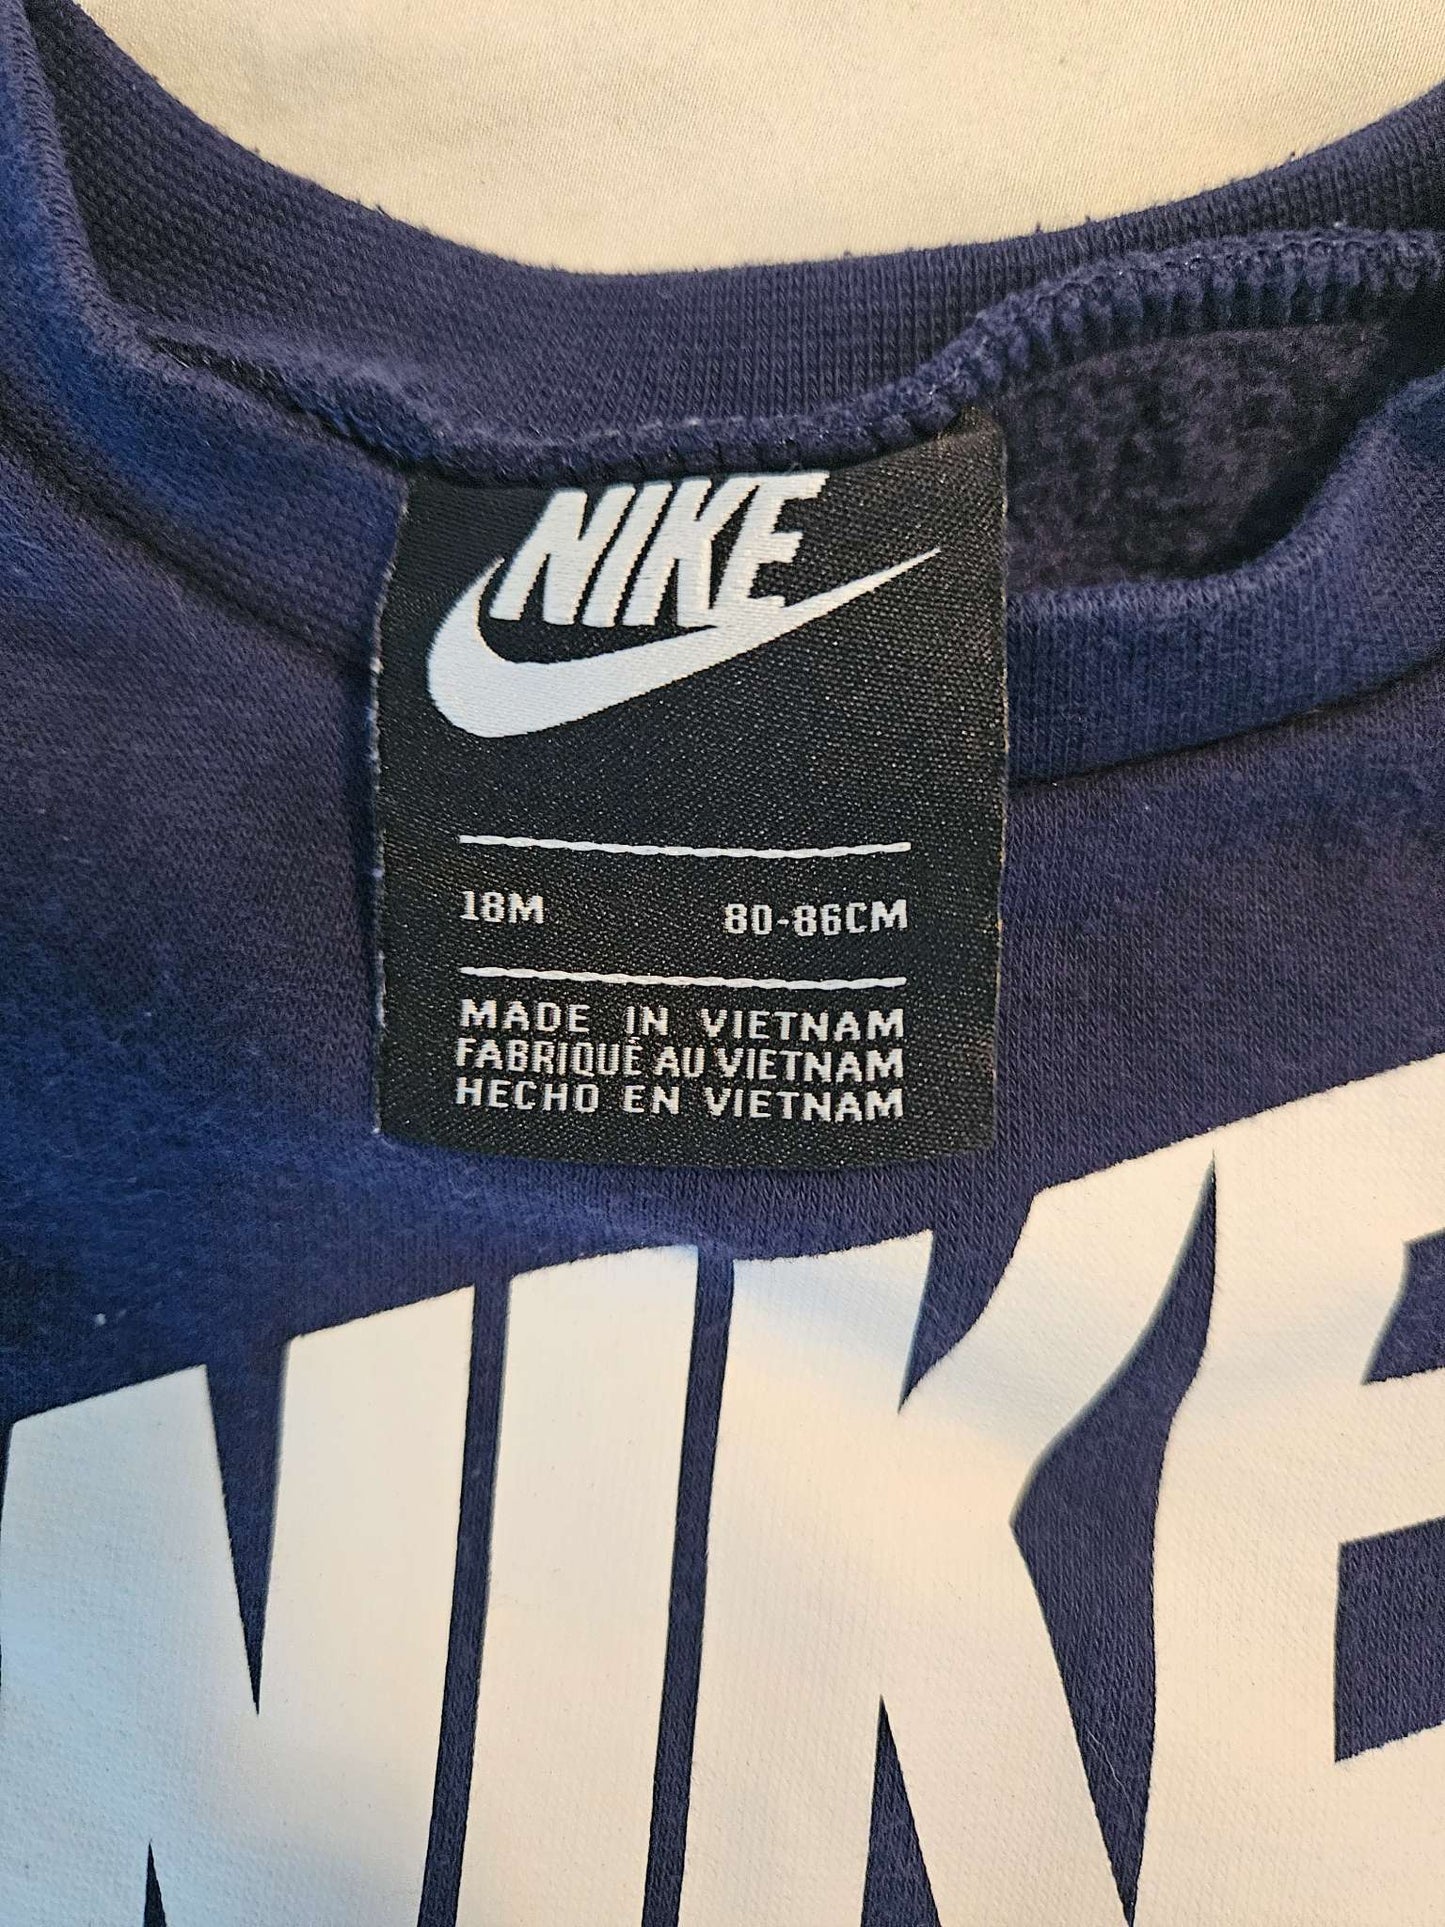 NIKE
18M 80-86CM
MADE IN VIETNAM
FABRIQUÉ AU VIETNAM
HECHO EN VIETNAM
NIKE